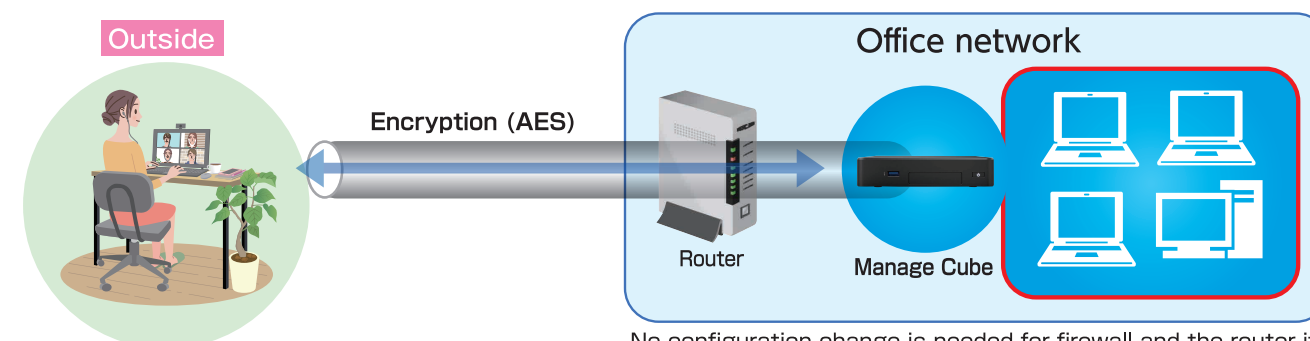 Outside
Office network
Encryption (AES)
Router
Manage Cube
No configuration change is needed for firewall and the router